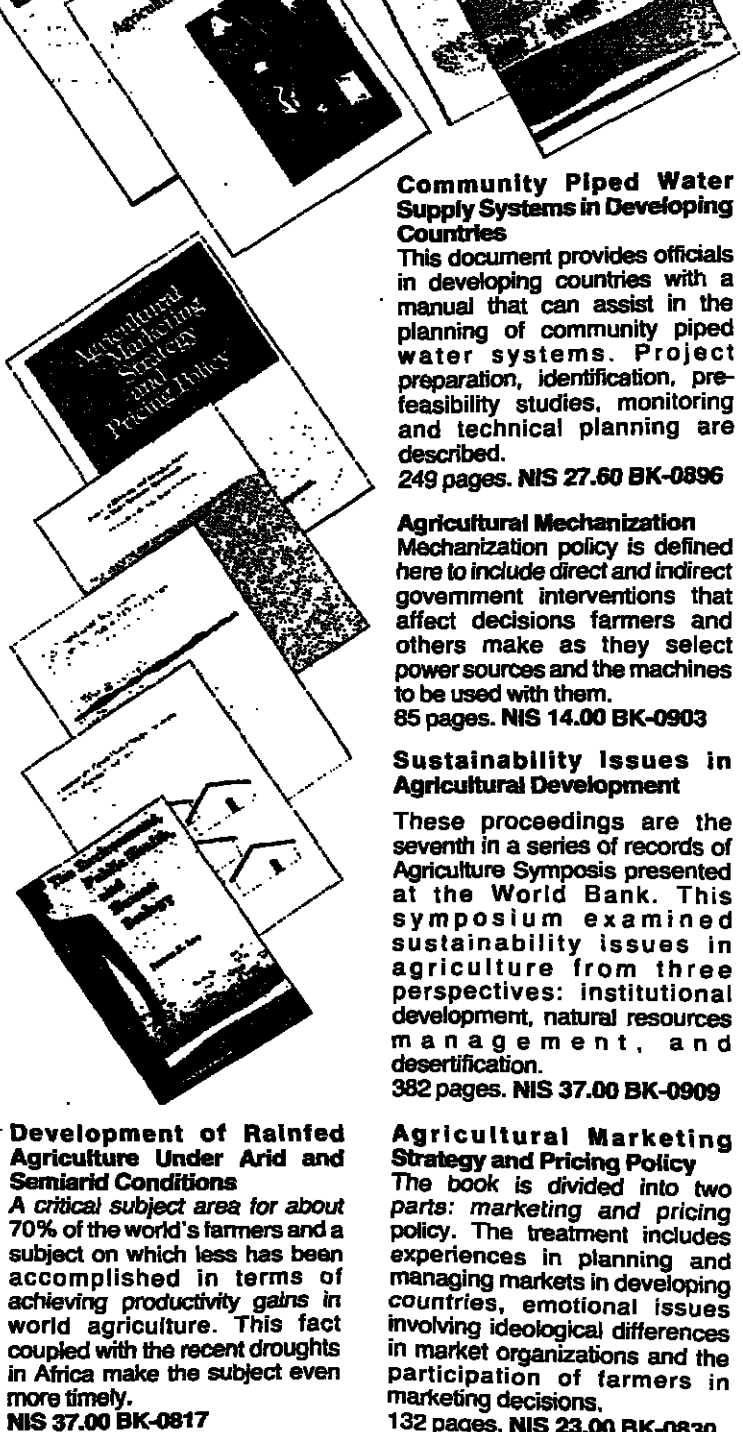 Agricultural
Marketing
Strategy
and
Pricing Policy
Public Health,
and
Human
Ecology
Community Piped Water
Supply Systems in Developing
Countries
This document provides officials
in developing countries with a
manual that can assist in the
planning of community piped
water systems. Project
preparation, identification, pre-
feasibility studies, monitoring
and technical planning are
described.
249 pages. NIS 27.60 BK-0896
Agricultural Mechanization
Mechanization policy is defined
here to include direct and indirect
government interventions that
affect decisions farmers and
others make as they select
power sources and the machines
to be used with them.
85 pages. NIS 14.00 BK-0903
Sustainability Issues in
Agricultural Development
These proceedings are the
seventh in a series of records of
Agriculture Symposis presented
at the World Bank. This
symposium examined
sustainability issues in
agriculture from three
perspectives: institutional
development, natural resources
management, and
desertification.
382 pages. NIS 37.00 BK-0909
Development of Rainfed
Agriculture Under Arid and
Semiarid Conditions
A critical subject area for about
70% of the world's farmers and a
subject on which less has been
accomplished in terms of
achieving productivity gains in
world agriculture. This fact
coupled with the recent droughts
in Africa make the subject even
more timely.
NIS 37.00 BK-0817
Agricultural Marketing
Strategy and Pricing Policy
The book is divided into two
parts: marketing and pricing
policy. The treatment includes
experiences in planning and
managing markets in developing
countries, emotional issues
involving ideological differences
in market organizations and the
participation of farmers in
marketing decisions.
132 pages. NIS 23.00 BK-0830